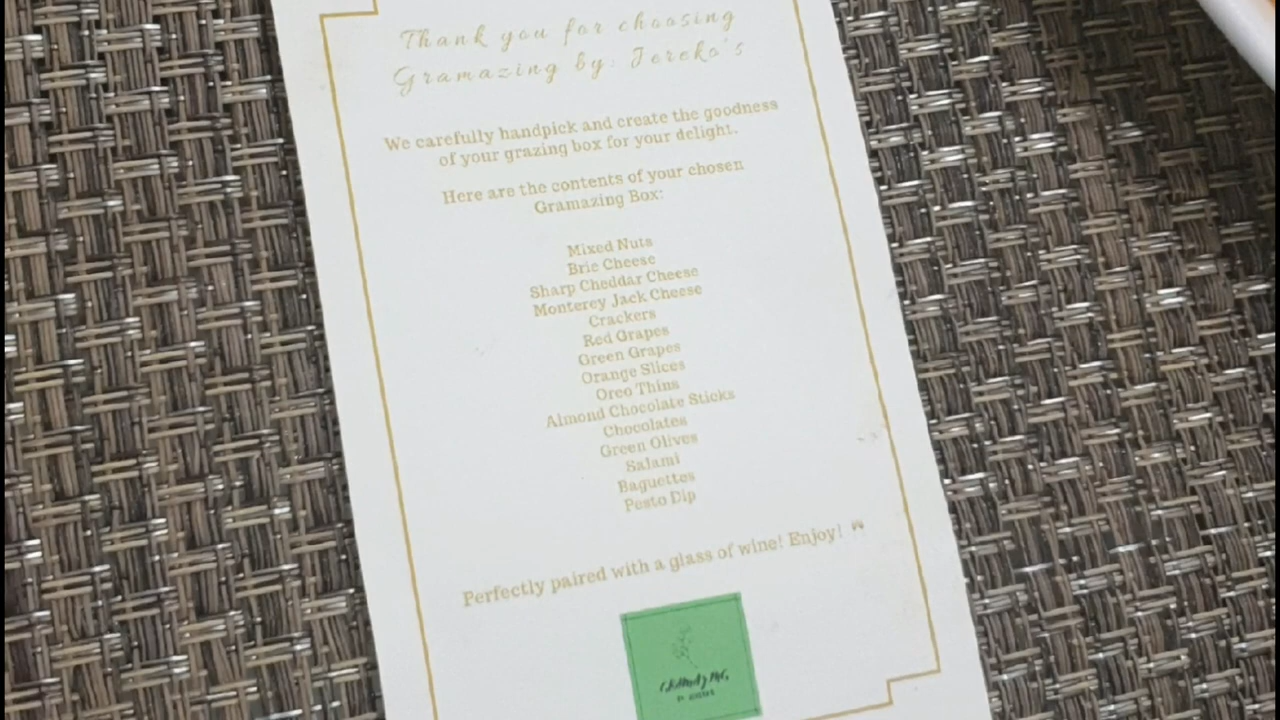 Thank you for choosing
Gramazing by: Jereko's
We carefully handpick and create the goodness
of your grazing box for your delight.
Here are the contents of your chosen
Gramazing Box:
Mixed Nuts
Brie Cheese
Sharp Cheddar Cheese
Monterey Jack Cheese
Crackers
Red Grapes
Green Grapes
Orange Slices
Oreo Thins
Almond Chocolate Sticks
Chocolates
Green Olives
Salami
Baguettes
Pesto Dip
Perfectly paired with a glass of wine! Enjoy!